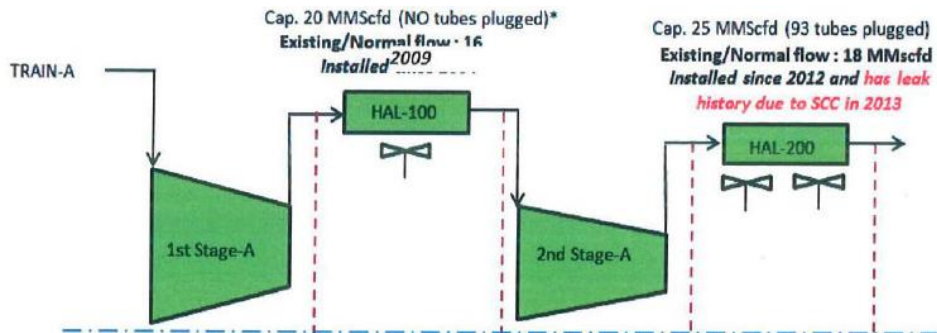 Cap. 20 MMScfd (NO tubes plugged)*
Existing/Normal flow : 16
Installed 2009
Cap. 25 MMScfd (93 tubes plugged)
Existing/Normal flow : 18 MMscfd
Installed since 2012 and has leak
history due to SCC in 2013
TRAIN-A
HAL-100
HAL-200
1st Stage-A
2nd Stage-A